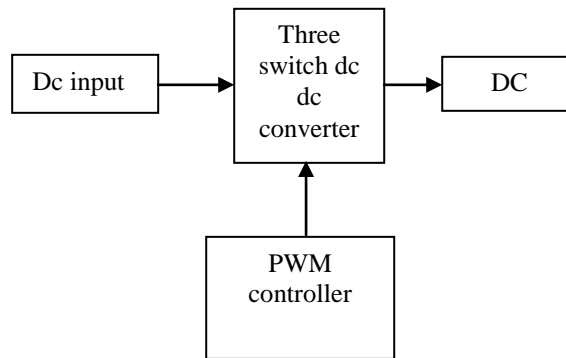 Dc input
Three
switch dc
dc
converter
DC
PWM
controller